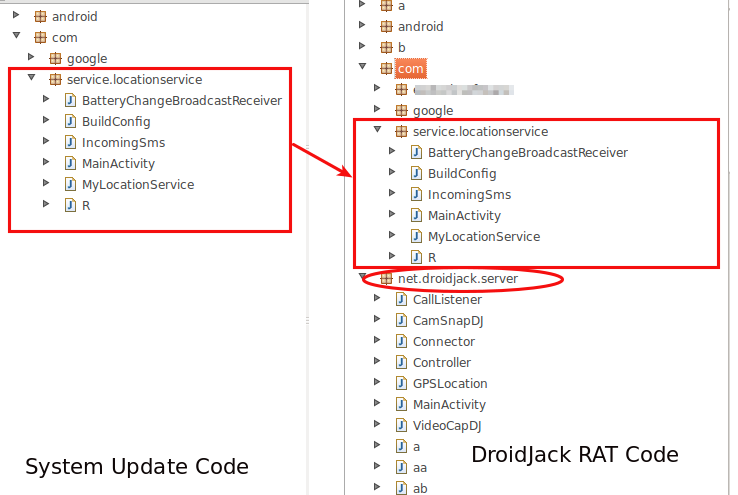 android
com
google
service.locationservice
BatteryChangeBroadcastReceiver
BuildConfig
IncomingSms
MainActivity
MyLocationService
R
System Update Code
a
android
b
com
google
service.locationservice
BatteryChangeBroadcastReceiver
BuildConfig
IncomingSms
MainActivity
MyLocationService
R
net.droidjack.server
CallListener
CamSnapDJ
Connector
Controller
GPSLocation
MainActivity
VideoCapDJ
a
aa
ab
DroidJack RAT Code